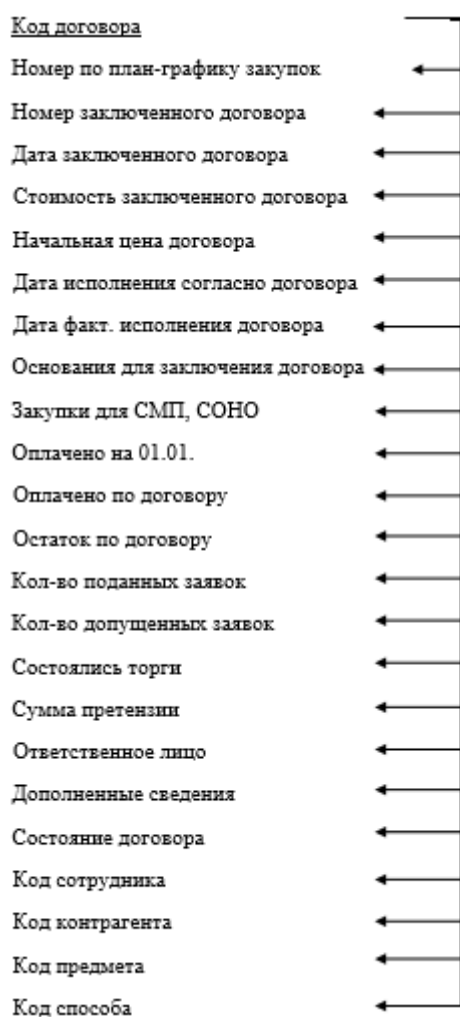 Код договора
Номер по план-графику закупок
Номер заключенного договора
Дата заключенного договора
Стоимость заключенного договора
Начальная цена договора
Дата исполнения согласно договора
Дата факт. исполнения договора
Основания для заключения договора
Закупки для СМП, СОНО
Оплачено на 01.01.
Оплачено по договору
Остаток по договору
Кол-во поданных заявок
Кол-во допущенных заявок
Состоялись торги
Сумма претензии
Ответственное лицо
Дополненные сведения
Состояние договора
Код сотрудника
Код контрагента
Код предмета
Код способа